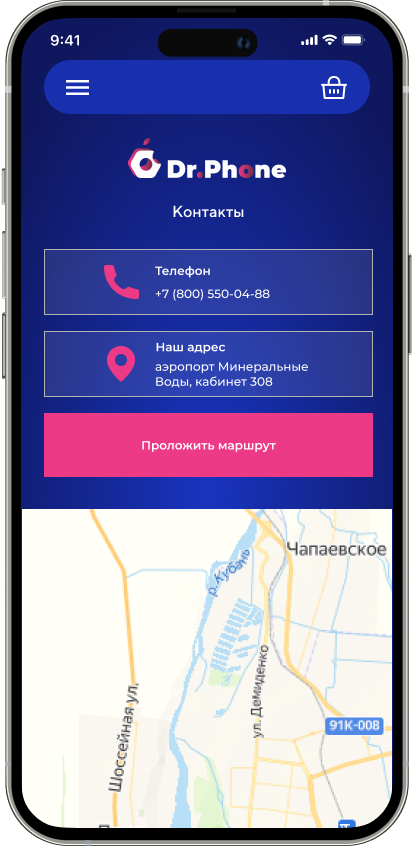 9:41
Dr.Phone
Контакты
Телефон
+7 (800) 550-04-88
Наш адрес
аэропорт Минеральные
Воды, кабинет 308
Проложить маршрут
Чапаевское
р. Кубань
ул. Демиденко
91К-008
Шоссейная ул.